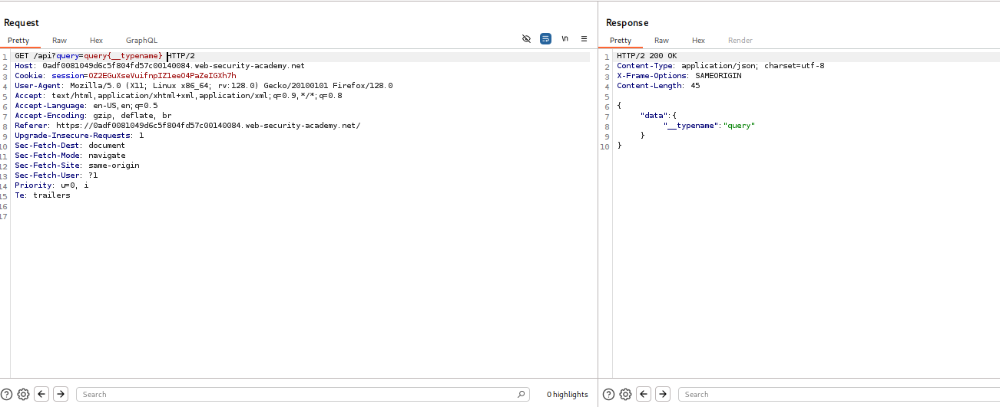 Request
Pretty Raw Hex GraphQL \n
1 GET /api?query=query{__typename} HTTP/2
2 Host: 0adf0081049d6c5f804fd57c00140084.web-security-academy.net
3 Cookie: session=OZ2EGuXseVuifnpIZlee04PaZeIGXh7h
4 User-Agent: Mozilla/5.0 (X11; Linux x86_64; rv:128.0) Gecko/20100101 Firefox/128.0
5 Accept: text/html,application/xhtml+xml,application/xml;q=0.9,*/*;q=0.8
6 Accept-Language: en-US,en;q=0.5
7 Accept-Encoding: gzip, deflate, br
8 Referer: https://0adf0081049d6c5f804fd57c00140084.web-security-academy.net/
9 Upgrade-Insecure-Requests: 1
10 Sec-Fetch-Dest: document
11 Sec-Fetch-Mode: navigate
12 Sec-Fetch-Site: same-origin
13 Sec-Fetch-User: ?1
14 Priority: u=0, i
15 Te: trailers
16
17
Search 0 highlights
Response
Pretty Raw Hex Render
1 HTTP/2 200 OK
2 Content-Type: application/json; charset=utf-8
3 X-Frame-Options: SAMEORIGIN
4 Content-Length: 45
5
6 {
7 "data":{
8 "__typename":"query"
9 }
10 }
Search